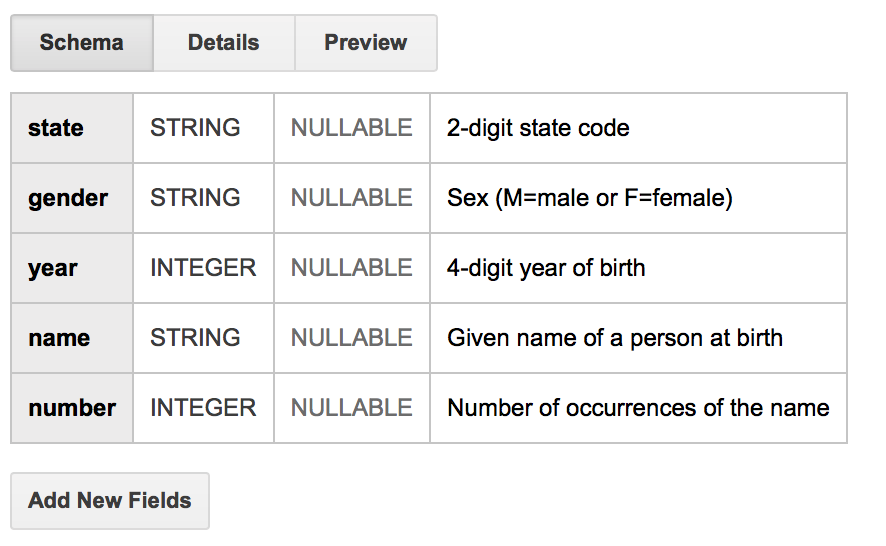 Schema Details Preview
state STRING NULLABLE 2-digit state code
gender STRING NULLABLE Sex (M=male or F=female)
year INTEGER NULLABLE 4-digit year of birth
name STRING NULLABLE Given name of a person at birth
number INTEGER NULLABLE Number of occurrences of the name
Add New Fields